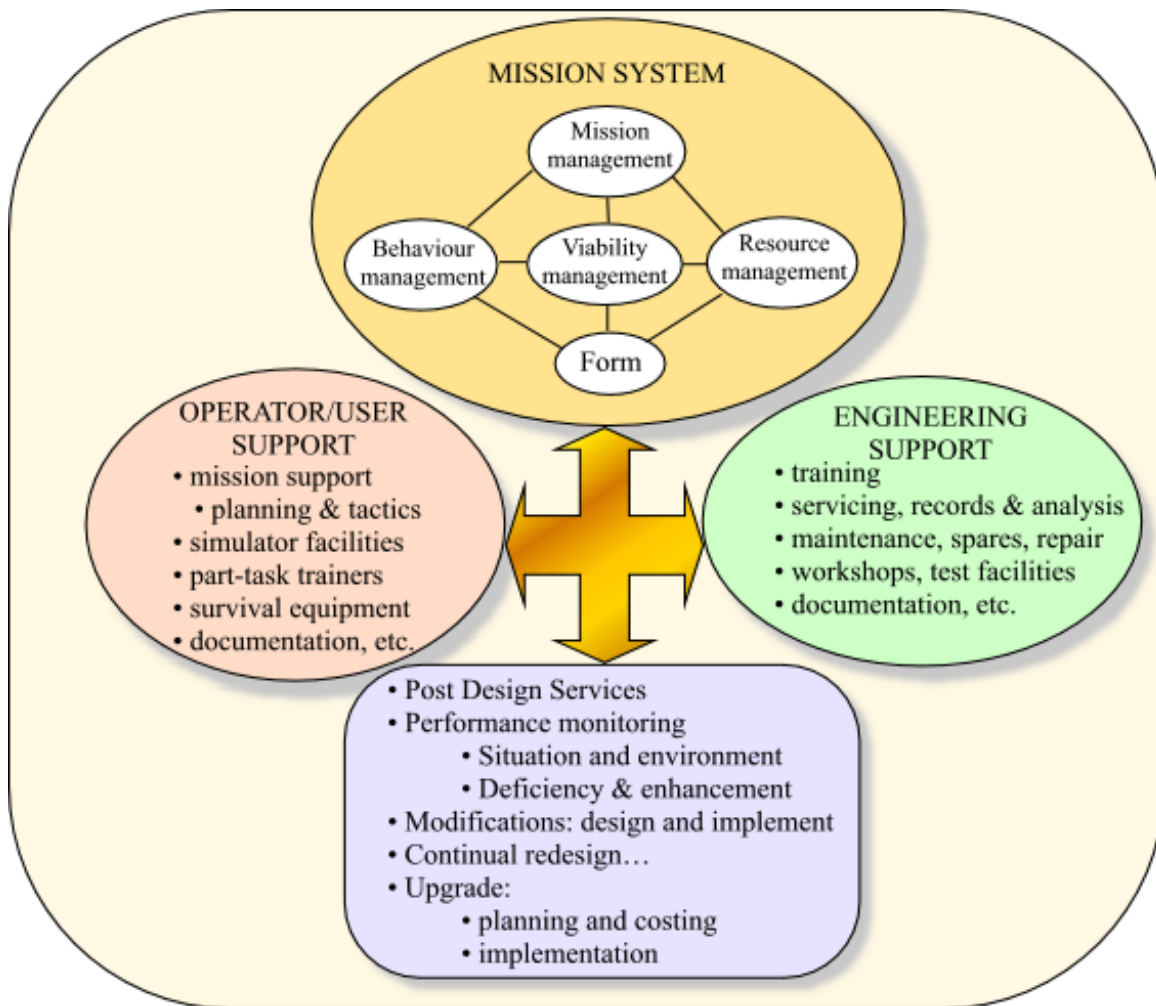 MISSION SYSTEM
Mission
management
Behaviour
management
Viability
management
Resource
management
Form
OPERATOR/USER
SUPPORT
• mission support
• planning & tactics
• simulator facilities
• part-task trainers
• survival equipment
• documentation, etc.
ENGINEERING
SUPPORT
• training
• servicing, records & analysis
• maintenance, spares, repair
• workshops, test facilities
• documentation, etc.
• Post Design Services
• Performance monitoring
• Situation and environment
• Deficiency & enhancement
• Modifications: design and implement
• Continual redesign…
• Upgrade:
• planning and costing
• implementation